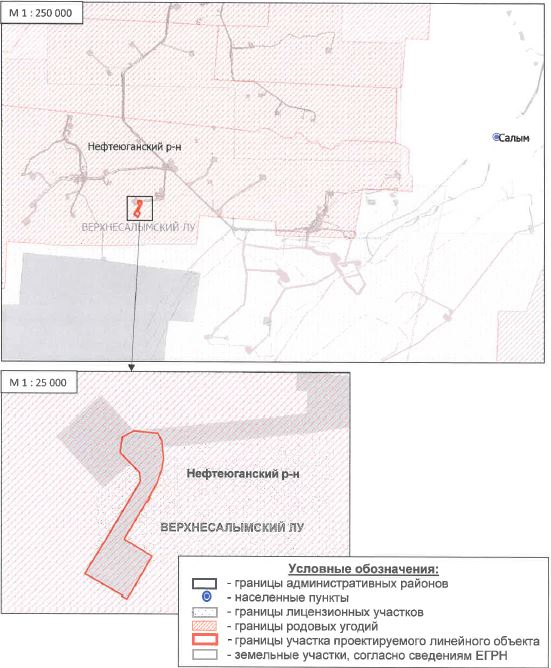 М 1 : 250 000
Салым
Нефтеюганский р-н
ВЕРХНЕСАЛЫМСКИЙ ЛУ
М 1 : 25 000
Нефтеюганский р-н
ВЕРХНЕСАЛЫМСКИЙ ЛУ
Условные обозначения:
- границы административных районов
- населенные пункты
- границы лицензионных участков
- границы родовых угодий
- границы участка проектируемого линейного объекта
- земельные участки, согласно сведениям ЕГРН